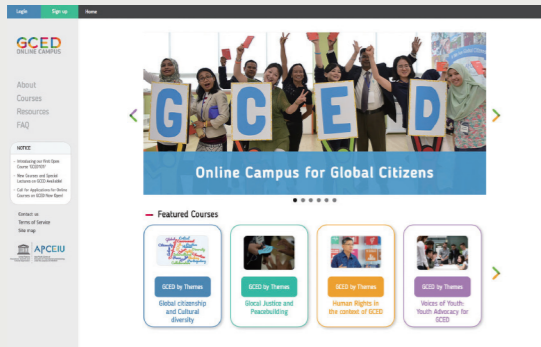 Login
Sign up
Home
GCED
ONLINE CAMPUS
About
Courses
Resources
FAQ
NOTICE
- Introducing our First Open
Course 'GCED101'!
- New Courses and Special
Lectures on GCED Available!
- Call for Applications for Online
Courses on GCED Now Open!
Contact us
Terms of Service
Site map
APCEIU
G C E D
Online Campus for Global Citizens
Featured Courses
GCED by Themes
Global citizenship
and Cultural
diversity
GCED by Themes
Glocal Justice and
Peacebuilding
GCED by Themes
Human Rights in
the context of GCED
GCED by Themes
Voices of Youth:
Youth Advocacy for
GCED